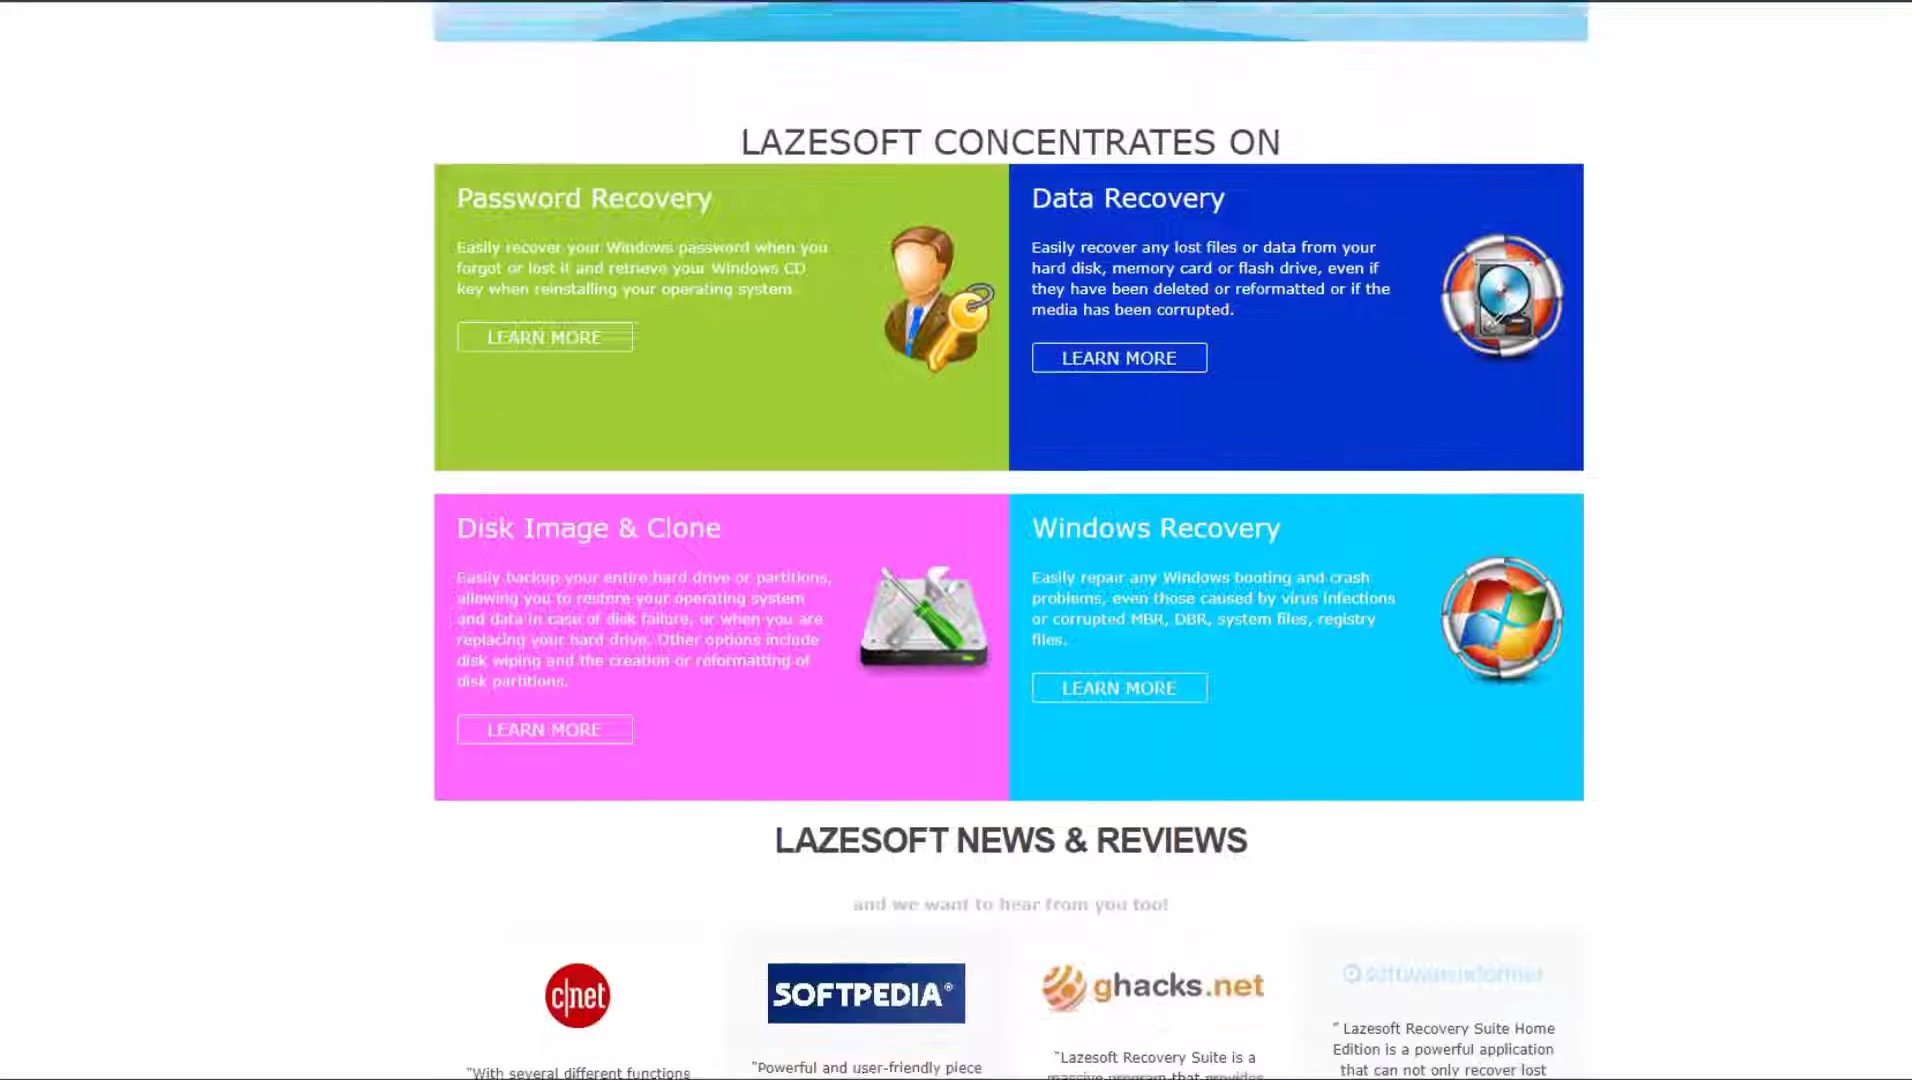 LAZESOFT CONCENTRATES ON
Password Recovery
Easily recover your Windows password when you
forgot or lost it and retrieve your Windows CD
key when reinstalling your operating system.
LEARN MORE
Data Recovery
Easily recover any lost files or data from your
hard disk, memory card or flash drive, even if
they have been deleted or reformatted or if the
media has been corrupted.
LEARN MORE
Disk Image & Clone
Easily backup your entire hard drive or partitions,
allowing you to restore your operating system
and data in case of disk failure, or when you are
replacing your hard drive. Other options include
disk wiping and the creation or reformatting of
disk partitions.
LEARN MORE
Windows Recovery
Easily repair any Windows booting and crash
problems, even those caused by virus infections
or corrupted MBR, DBR, system files, registry
files.
LEARN MORE
LAZESOFT NEWS & REVIEWS
and we want to hear from you too!
c|net
"With several different functions
SOFTPEDIA®
"Powerful and user-friendly piece
ghacks.net
"Lazesoft Recovery Suite is a
massive program that provides
" Lazesoft Recovery Suite Home
Edition is a powerful application
that can not only recover lost